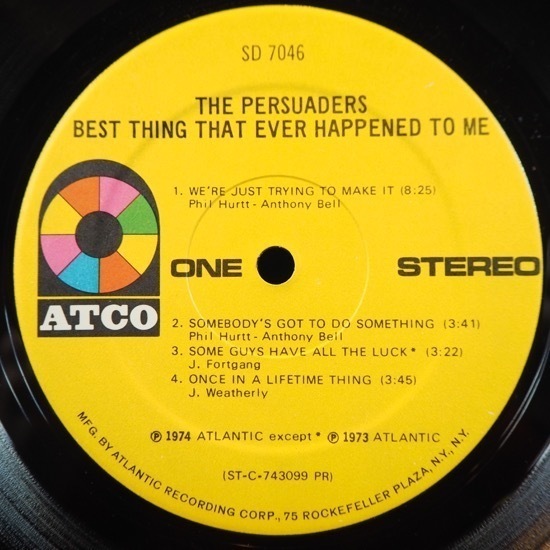 SD 7046
THE PERSUADERS
BEST THING THAT EVER HAPPENED TO ME
1. WE'RE JUST TRYING TO MAKE IT (8:25)
Phil Hurtt - Anthony Bell
ONE
STEREO
ATCO
2. SOMEBODY'S GOT TO DO SOMETHING (3:41)
Phil Hurtt - Anthony Bell
3. SOME GUYS HAVE ALL THE LUCK* (3:22)
J. Fortgang
4. ONCE IN A LIFETIME THING (3:45)
J. Weatherly
℗ 1974 ATLANTIC except* ℗ 1973 ATLANTIC
(ST-C-743099 PR)
MFG. BY ATLANTIC RECORDING CORP., 75 ROCKEFELLER PLAZA, N.Y., N.Y.